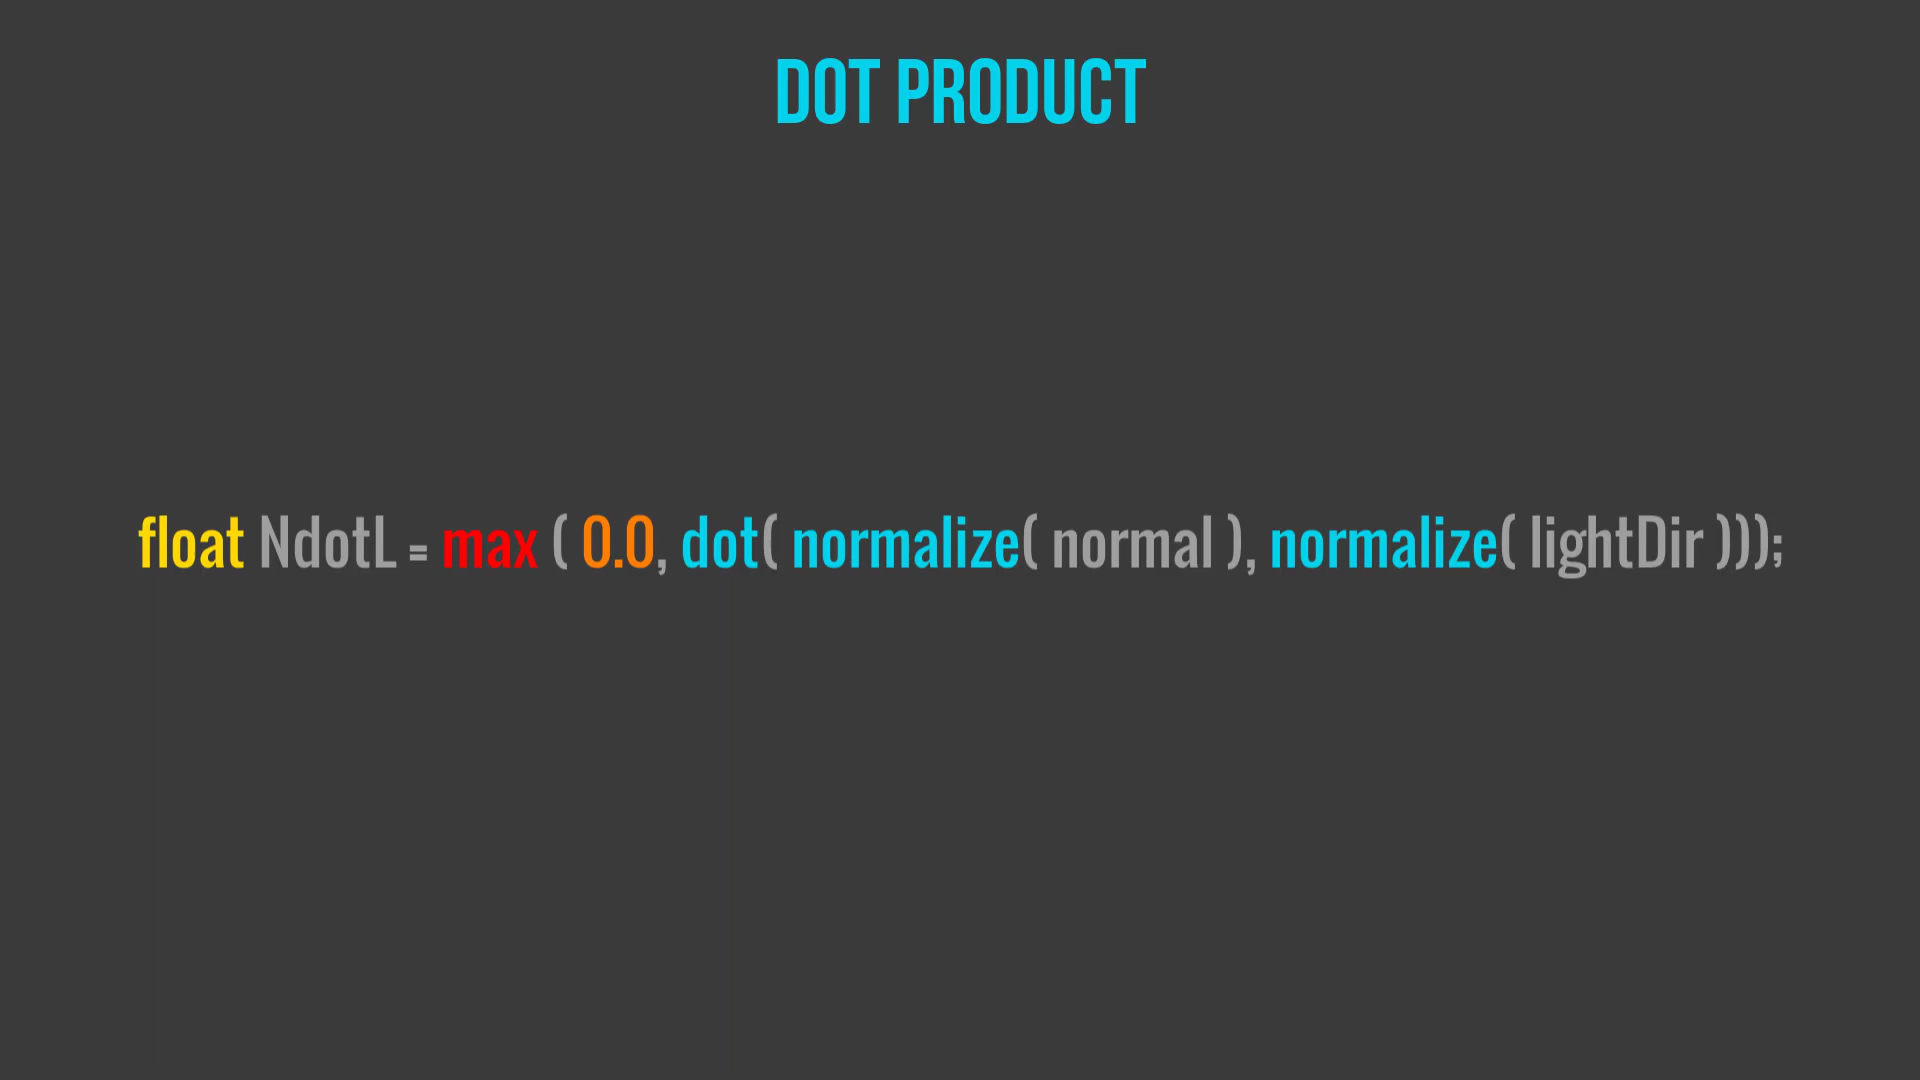 DOT PRODUCT
float NdotL = max ( 0.0, dot( normalize( normal ), normalize( lightDir )));